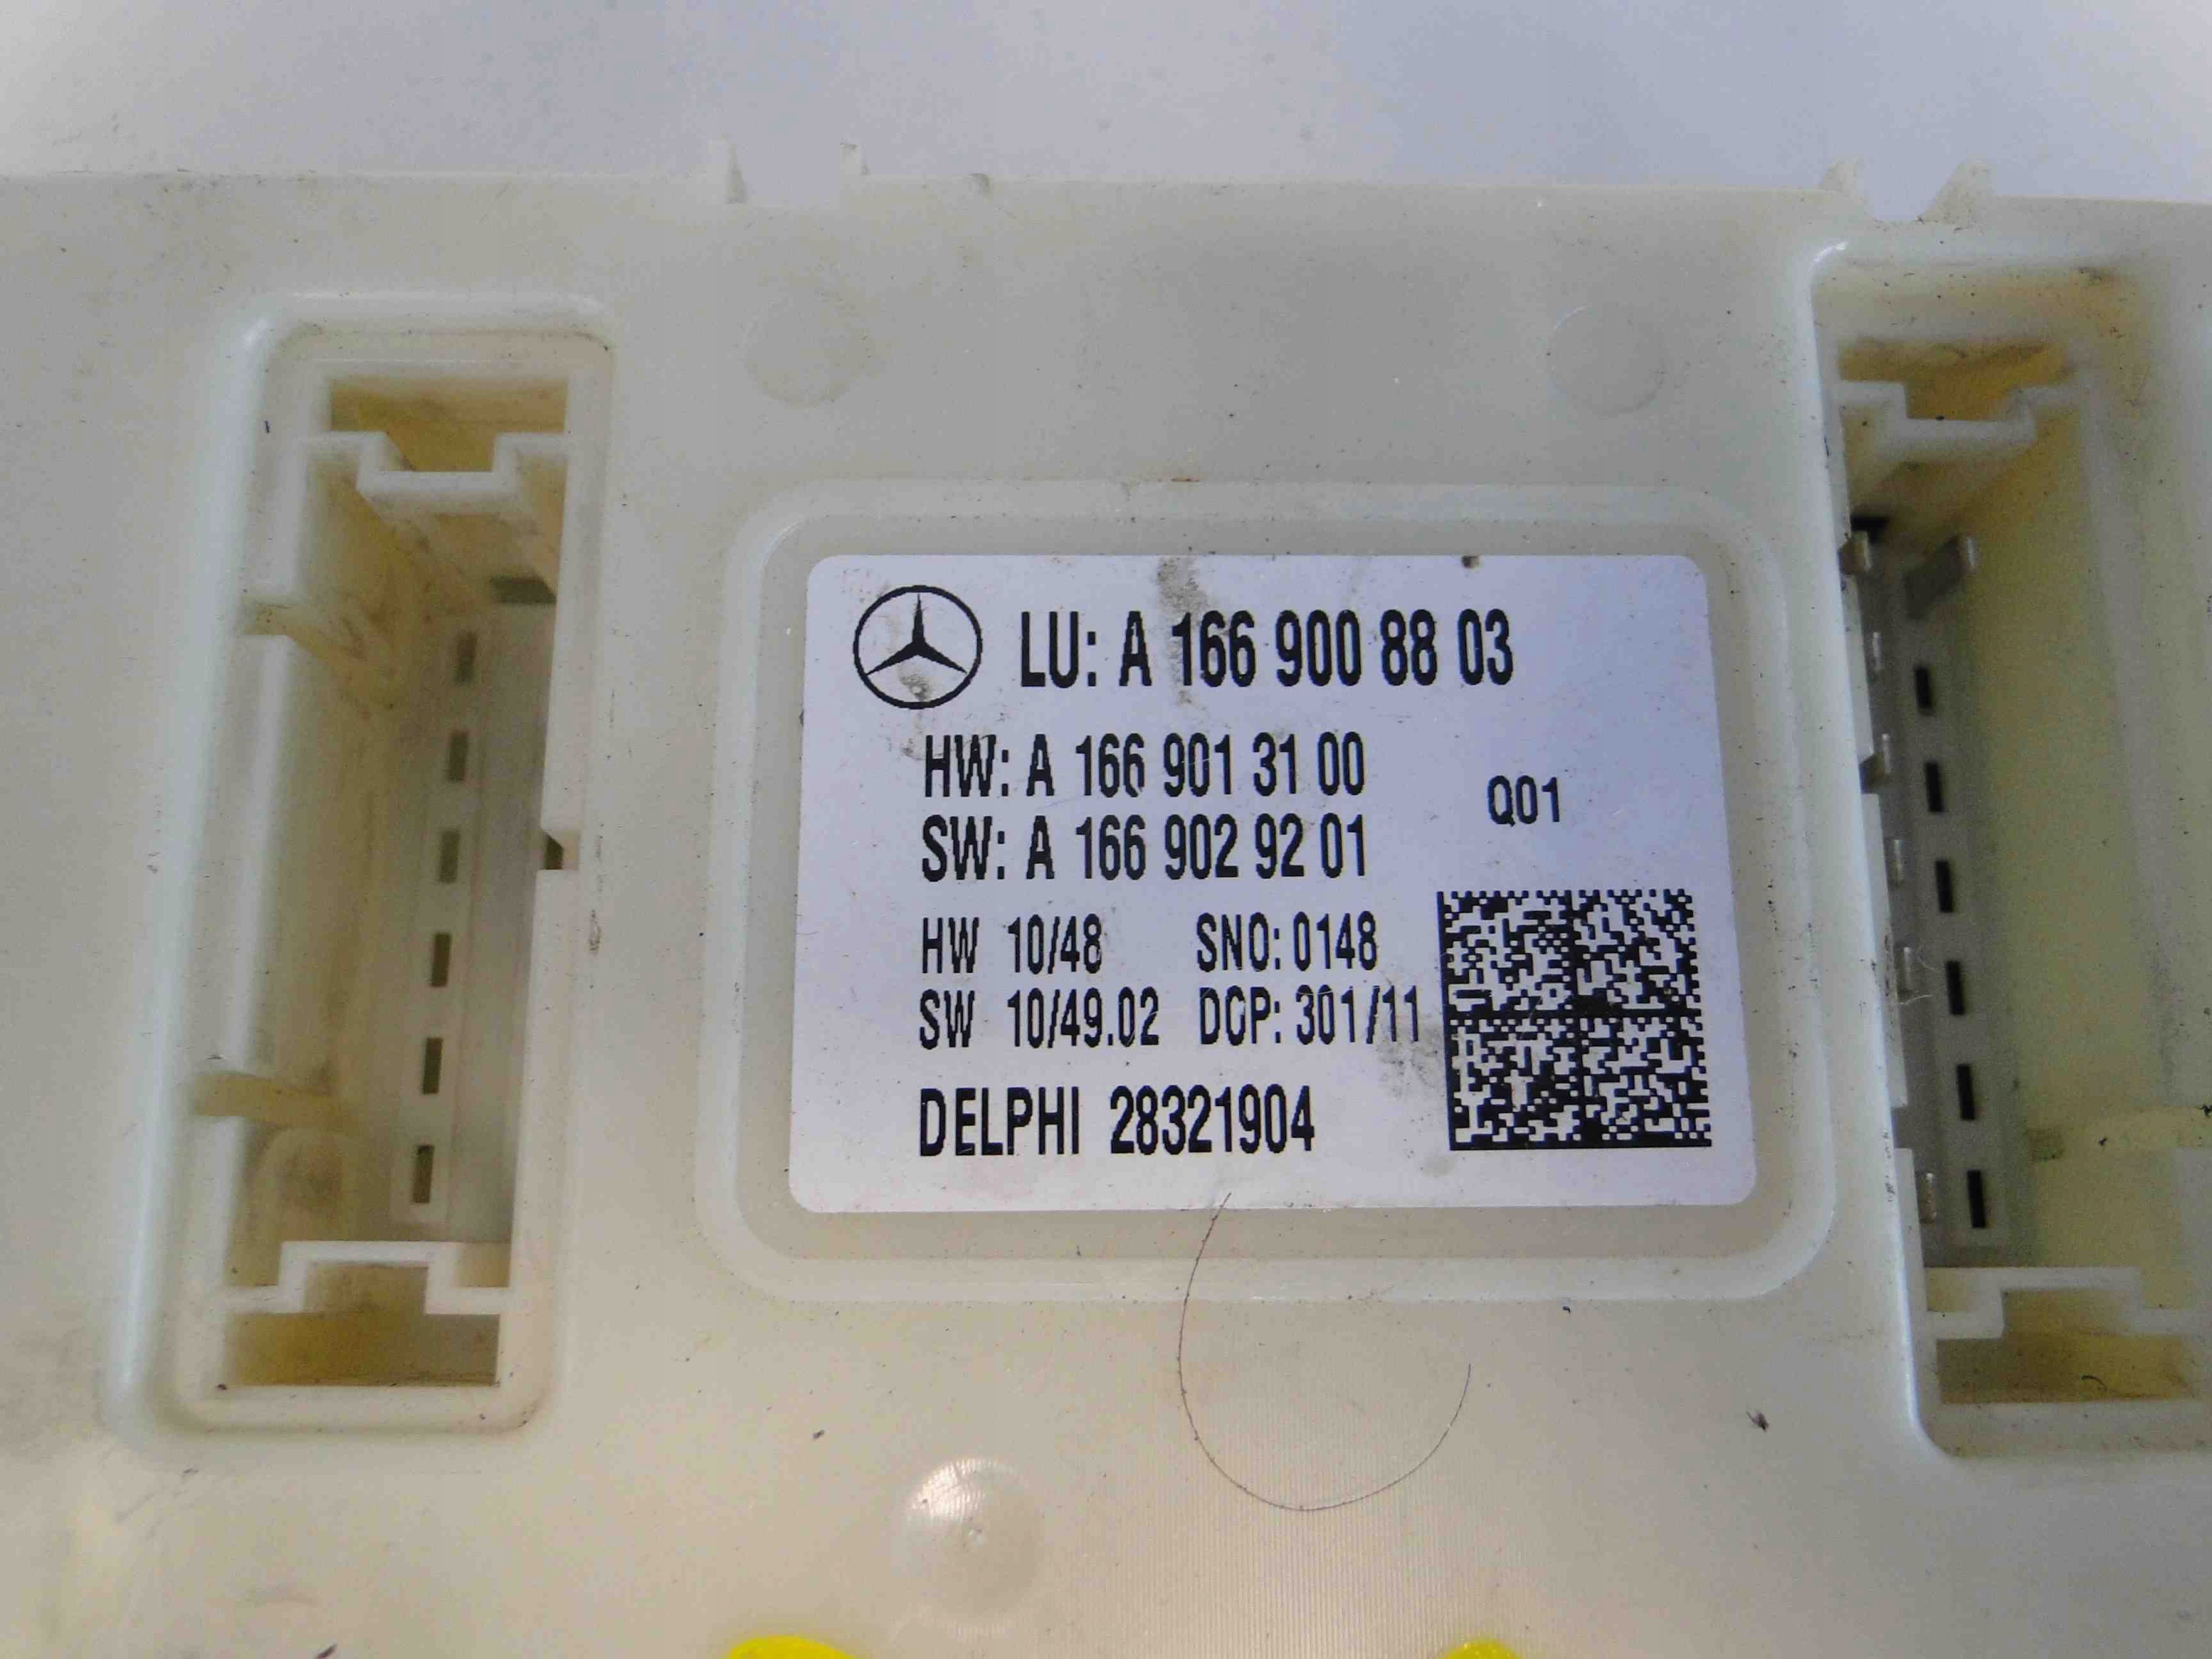 LU: A 166 900 88 03
HW: A 166 901 31 00
SW: A 166 902 92 01
Q01
HW 10/48 SNO: 0148
SW 10/49.02 DCP: 301/11
DELPHI 28321904